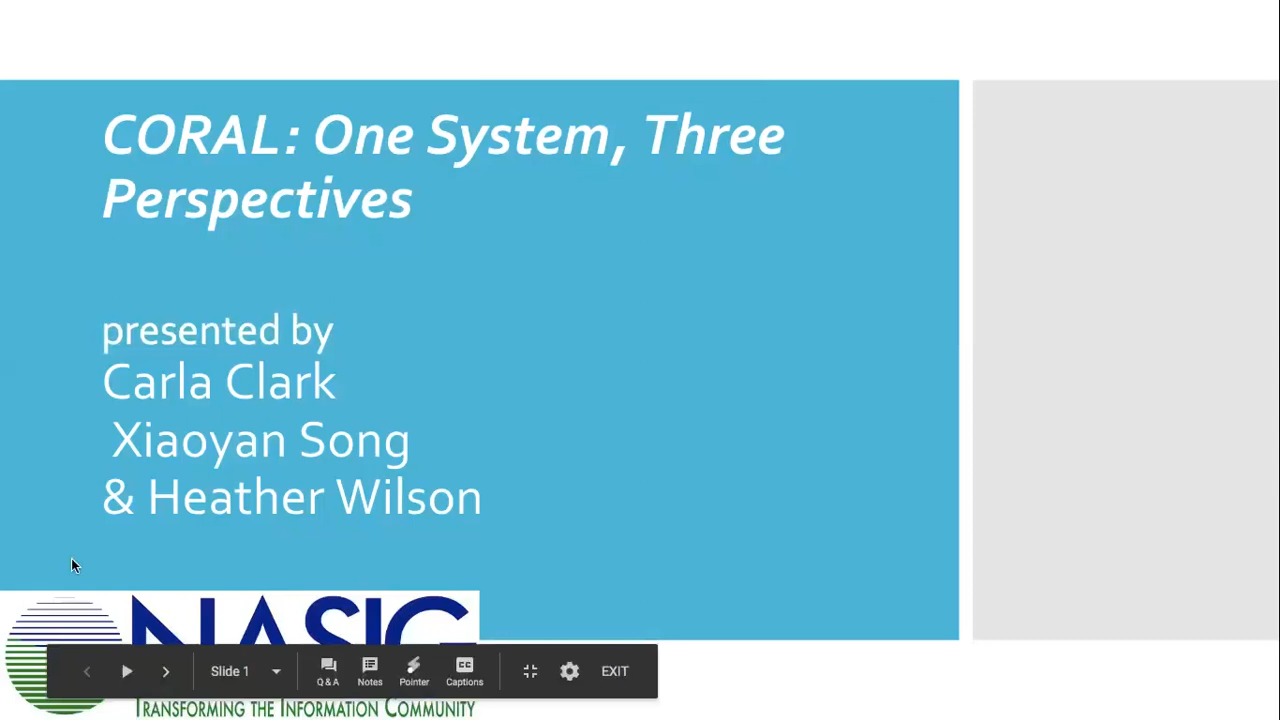 CORAL: One System, Three
Perspectives
presented by
Carla Clark
Xiaoyan Song
& Heather Wilson
NASIG
Slide 1
Q & A
Notes
Pointer
Captions
EXIT
TRANSFORMING THE INFORMATION COMMUNITY